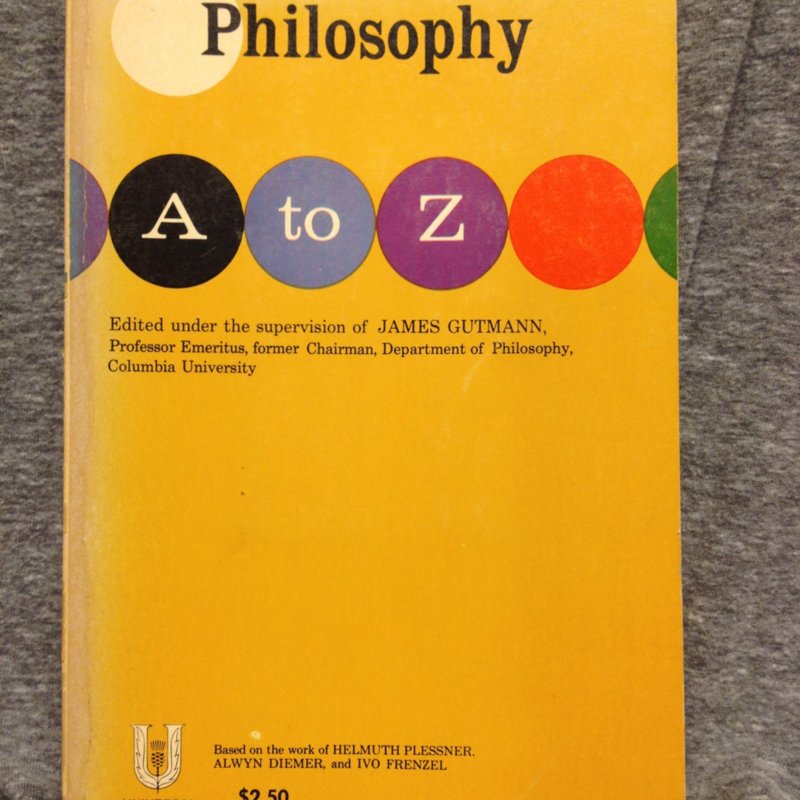 Philosophy
A to Z
Edited under the supervision of JAMES GUTMANN,
Professor Emeritus, former Chairman, Department of Philosophy,
Columbia University
Based on the work of HELMUTH PLESSNER.
ALWYN DIEMER, and IVO FRENZEL
$2.50